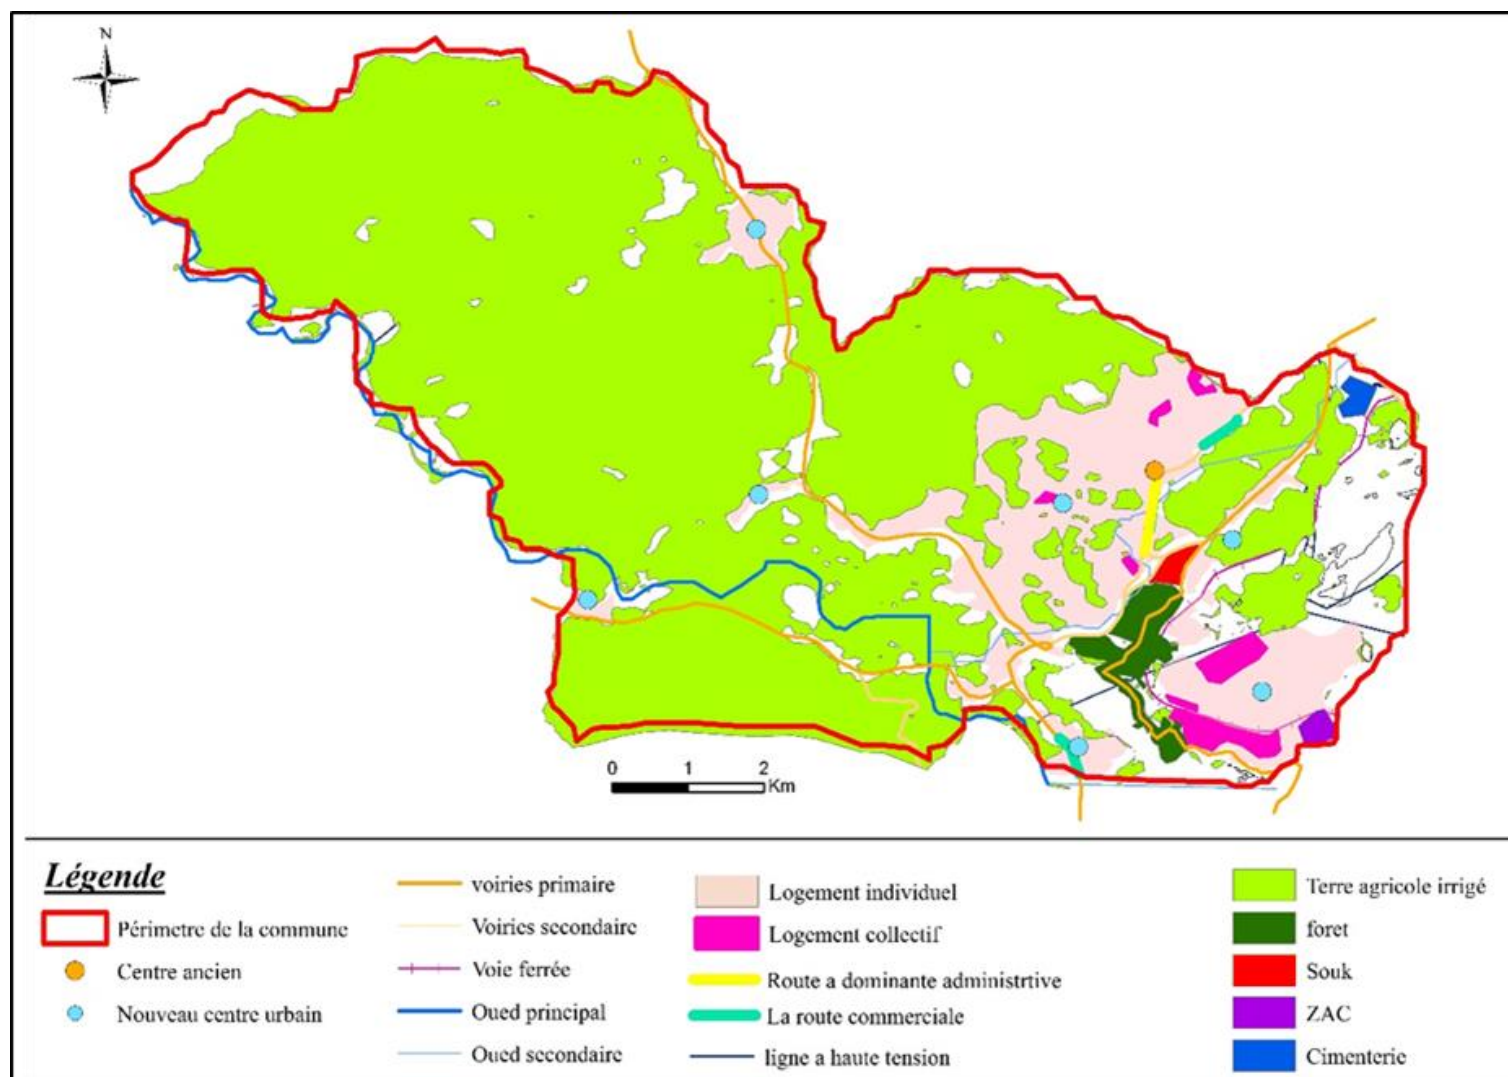 N
0 1 2
Km
Légende
Périmetre de la commune
Centre ancien
Nouveau centre urbain
voiries primaire
Voiries secondaire
Voie ferrée
Oued principal
Oued secondaire
Logement individuel
Logement collectif
Route a dominante administrtive
La route commerciale
ligne a haute tension
Terre agricole irrigé
foret
Souk
ZAC
Cimenterie